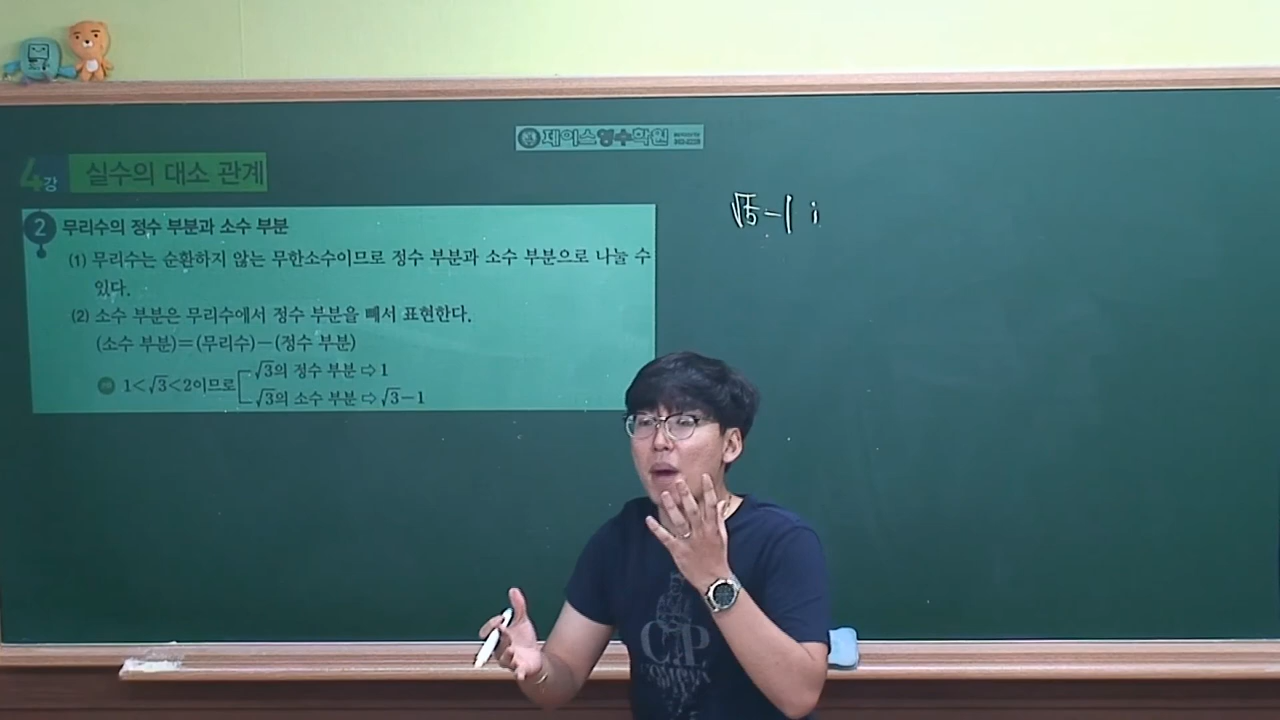 제이스영수학원
4강 실수의 대소 관계
2 무리수의 정수 부분과 소수 부분
(1) 무리수는 순환하지 않는 무한소수이므로 정수 부분과 소수 부분으로 나눌 수
있다.
(2) 소수 부분은 무리수에서 정수 부분을 빼서 표현한다.
(소수 부분)=(무리수)-(정수 부분)
1<√3<2이므로
√3의 정수 부분 ⇨ 1
√3의 소수 부분 ⇨ √3-1
√5-1 i
C.P.
COMPANY